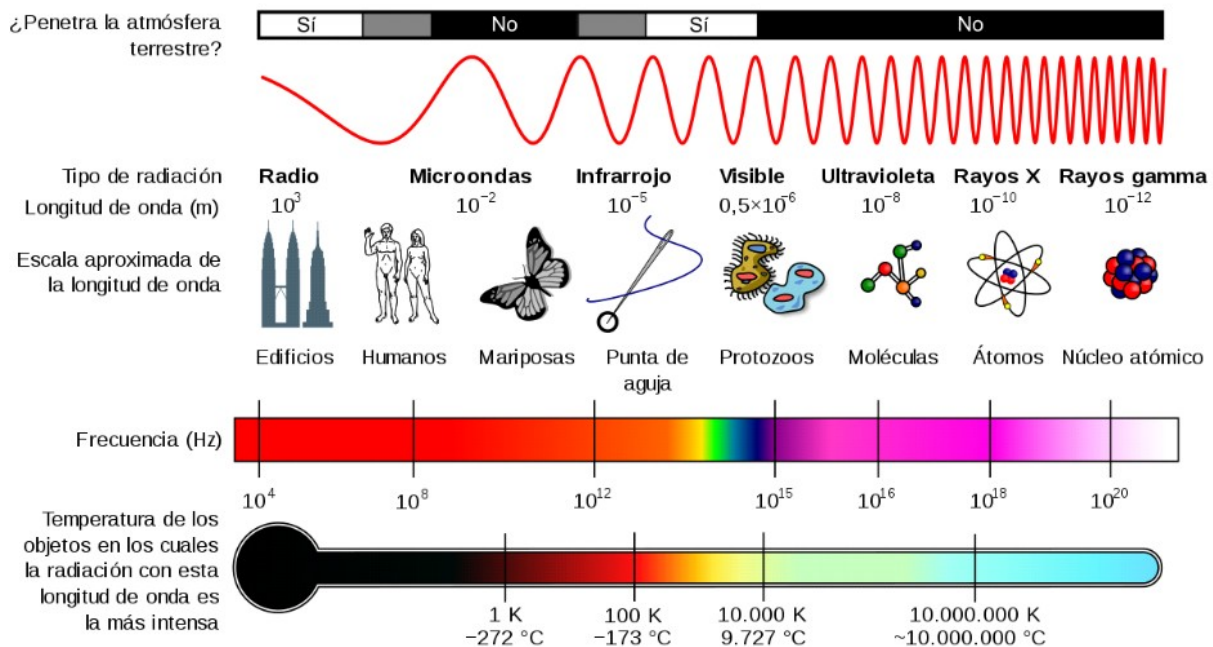 ¿Penetra la atmósfera
terrestre?
Sí No Sí No
Tipo de radiación Radio Microondas Infrarrojo Visible Ultravioleta Rayos X Rayos gamma
Longitud de onda (m) 10³ 10⁻² 10⁻⁵ 0,5×10⁻⁶ 10⁻⁸ 10⁻¹⁰ 10⁻¹²
Escala aproximada de
la longitud de onda
Edificios Humanos Mariposas Punta de
aguja Protozoos Moléculas Átomos Núcleo atómico
Frecuencia (Hz)
10⁴ 10⁸ 10¹² 10¹⁵ 10¹⁶ 10¹⁸ 10²⁰
Temperatura de los
objetos en los cuales
la radiación con esta
longitud de onda es
la más intensa
1 K 100 K 10.000 K 10.0000.000 K
−272 °C −173 °C 9.727 °C ~10.000.000 °C